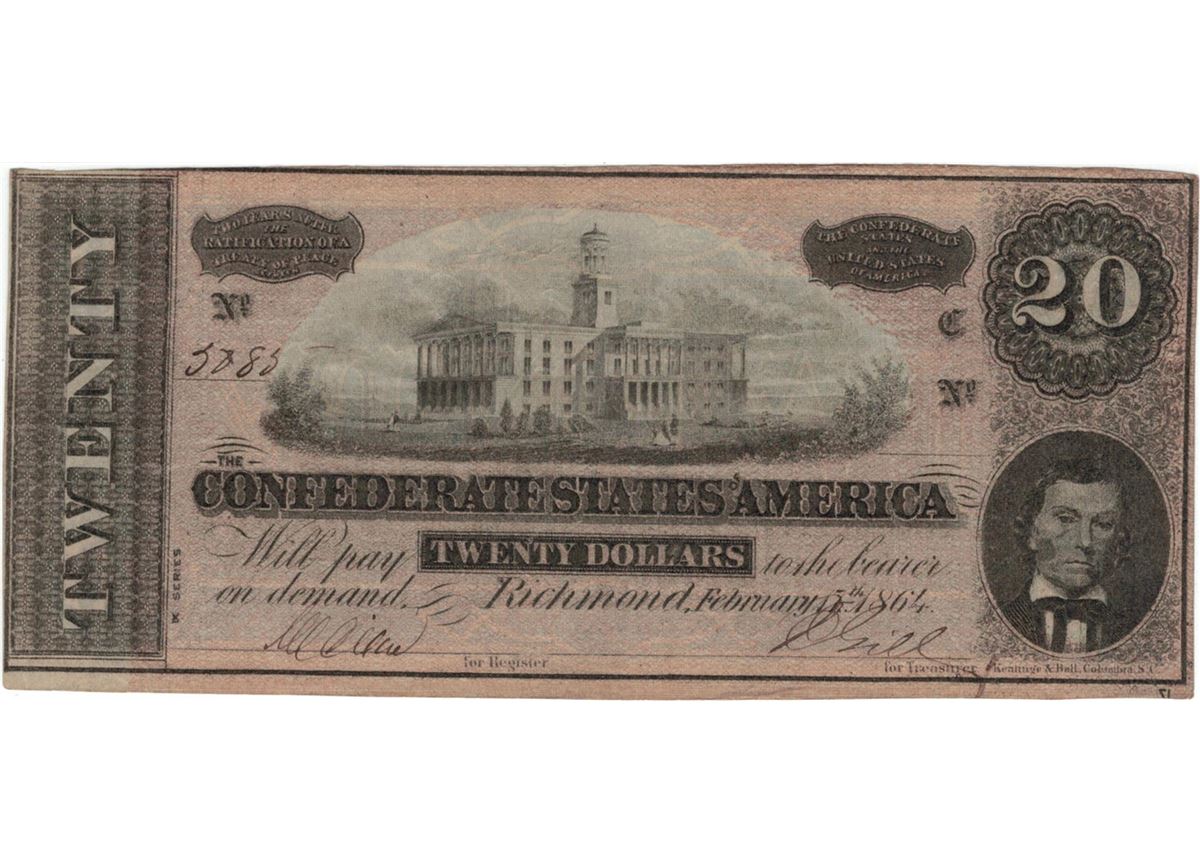 TWENTY
TWO YEARS AFTER
THE
RATIFICATION OF A
TREATY OF PEACE
BETWEEN
THE CONFEDERATE
STATES
AND THE
UNITED STATES
OF AMERICA.
20
No
C
No
THE
CONFEDERATE STATES OF AMERICA
Will pay TWENTY DOLLARS to the bearer
on demand. Richmond, February 17th 1864.
K SERIES
for Register
for Treasurer
Keatinge & Ball, Columbia, S.C.